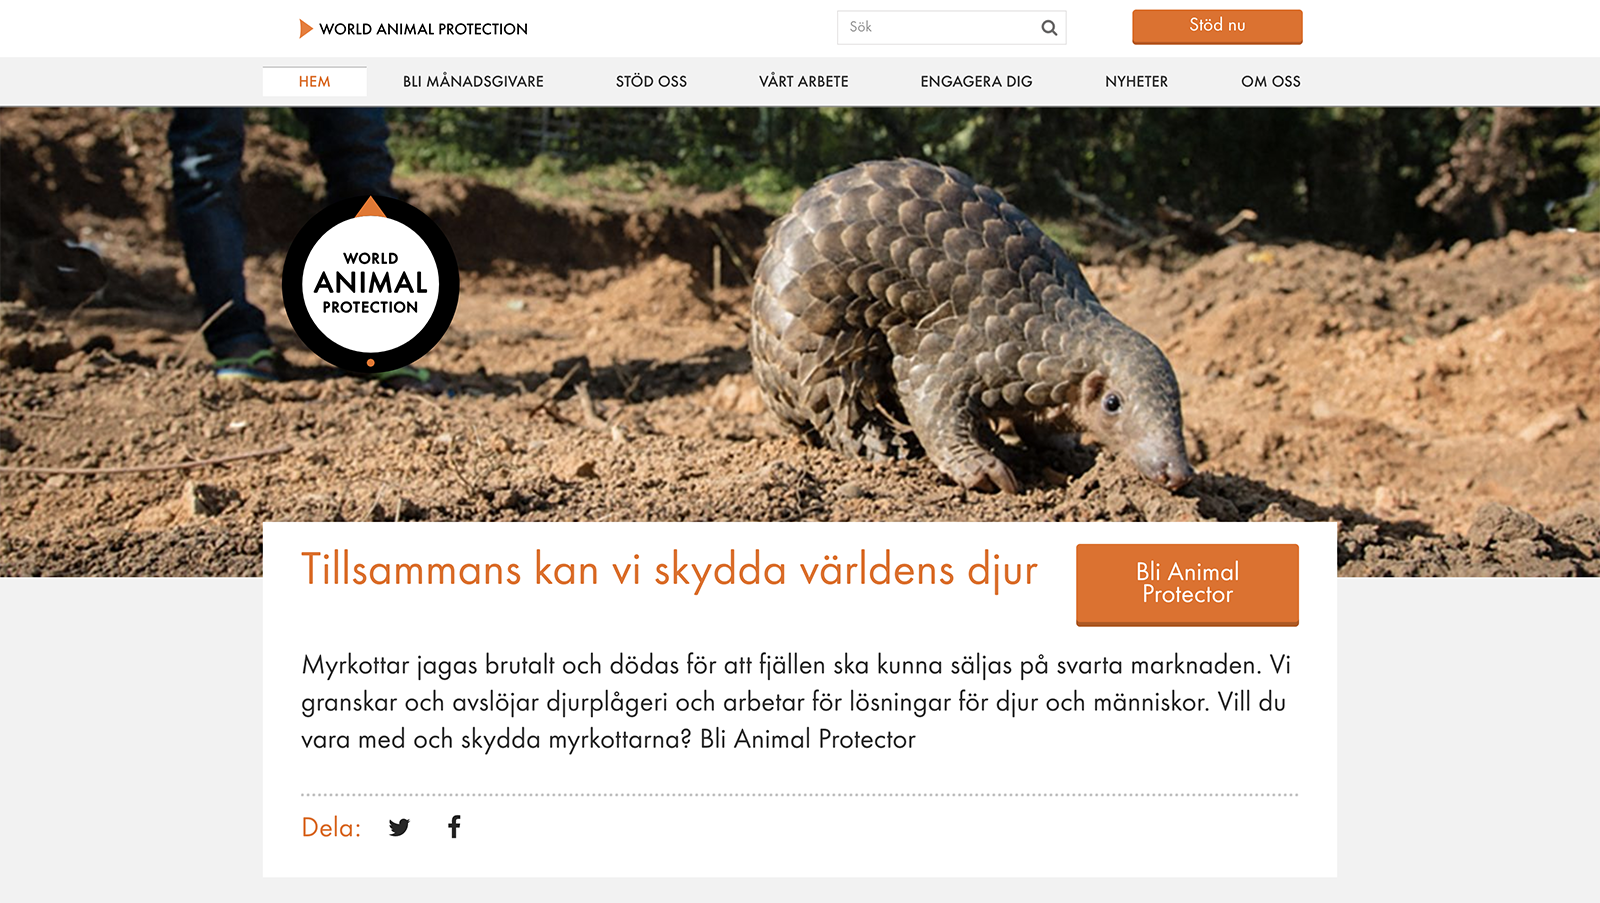 WORLD ANIMAL PROTECTION
Sök
Stöd nu
HEM
BLI MÅNADSGIVARE
STÖD OSS
VÅRT ARBETE
ENGAGERA DIG
NYHETER
OM OSS
WORLD
ANIMAL
PROTECTION
Tillsammans kan vi skydda världens djur
Bli Animal
Protector
Myrkottar jagas brutalt och dödas för att fjällen ska kunna säljas på svarta marknaden. Vi
granskar och avslöjar djurplågeri och arbetar för lösningar för djur och människor. Vill du
vara med och skydda myrkottarna? Bli Animal Protector
Dela: